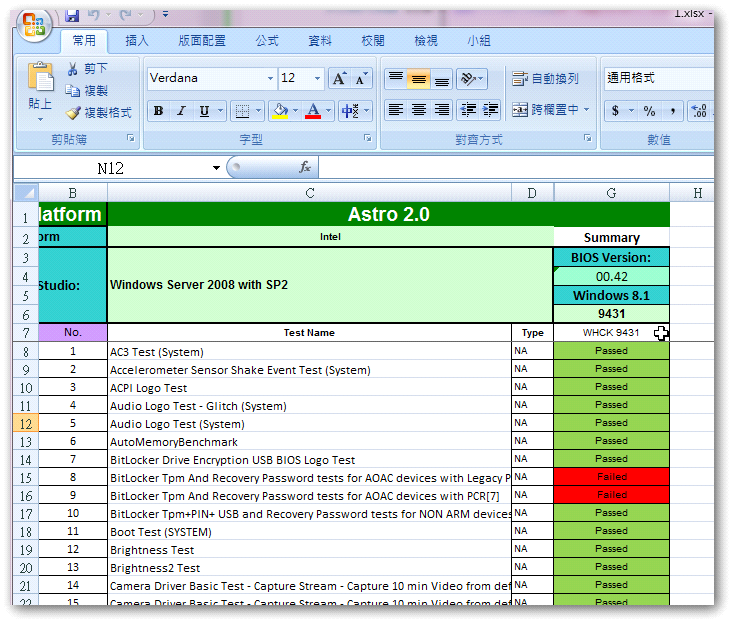 1.xlsx -
常用 插入 版面配置 公式 資料 校閱 檢視 小組
貼上 剪下 複製 複製格式
Verdana 12
B I U A 中
自動換列 跨欄置中
通用格式
$ % ,
剪貼簿 字型 對齊方式 數值
N12 fx
B C D G H
1 latform Astro 2.0
2 orm Intel Summary
3 BIOS Version:
4 Studio: Windows Server 2008 with SP2 00.42
5 Windows 8.1
6 9431
7 No. Test Name Type WHCK 9431
8 1 AC3 Test (System) NA Passed
9 2 Accelerometer Sensor Shake Event Test (System) NA Passed
10 3 ACPI Logo Test NA Passed
11 4 Audio Logo Test - Glitch (System) NA Passed
12 5 Audio Logo Test (System) NA Passed
13 6 AutoMemoryBenchmark NA Passed
14 7 BitLocker Drive Encryption USB BIOS Logo Test NA Passed
15 8 BitLocker Tpm And Recovery Password tests for AOAC devices with Legacy P NA Failed
16 9 BitLocker Tpm And Recovery Password tests for AOAC devices with PCR[7] NA Failed
17 10 BitLocker Tpm+PIN+ USB and Recovery Password tests for NON ARM devices NA Passed
18 11 Boot Test (SYSTEM) NA Passed
19 12 Brightness Test NA Passed
20 13 Brightness2 Test NA Passed
21 14 Camera Driver Basic Test - Capture Stream - Capture 10 min Video from def NA Passed
22 15 Camera Driver Basic Test - Capture Stream - Capture 10 min Video from def NA Passed